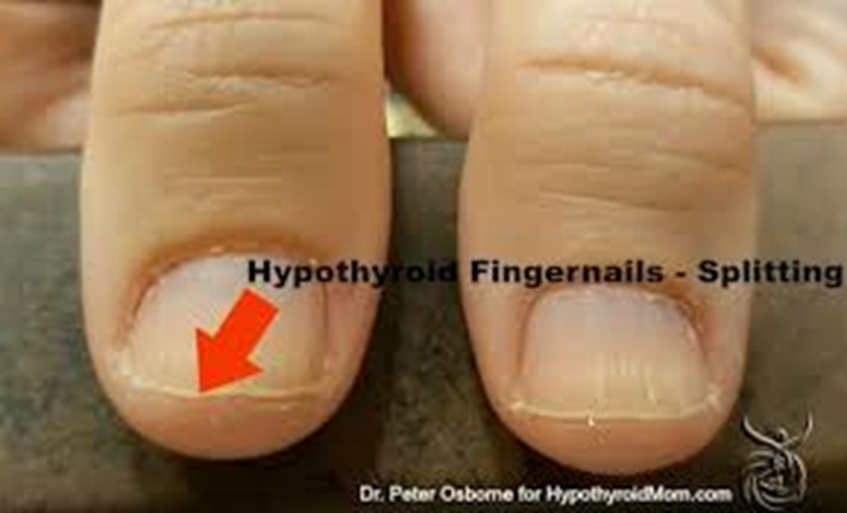 Hypothyroid Fingernails - Splitting
Dr. Peter Osborne for HypothyroidMom.com